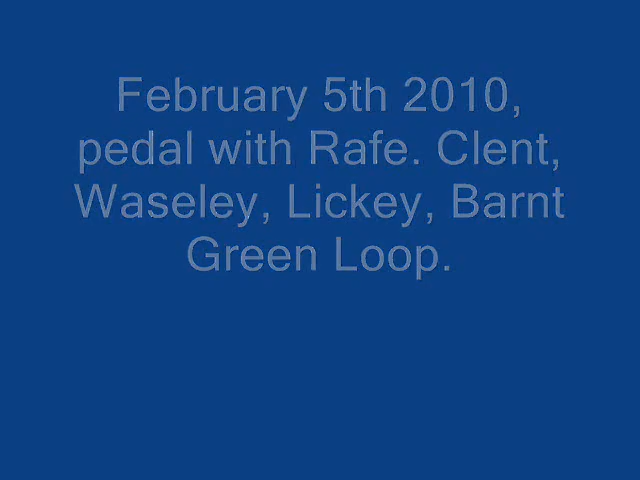 February 5th 2010,
pedal with Rafe. Clent,
Waseley, Lickey, Barnt
Green Loop.